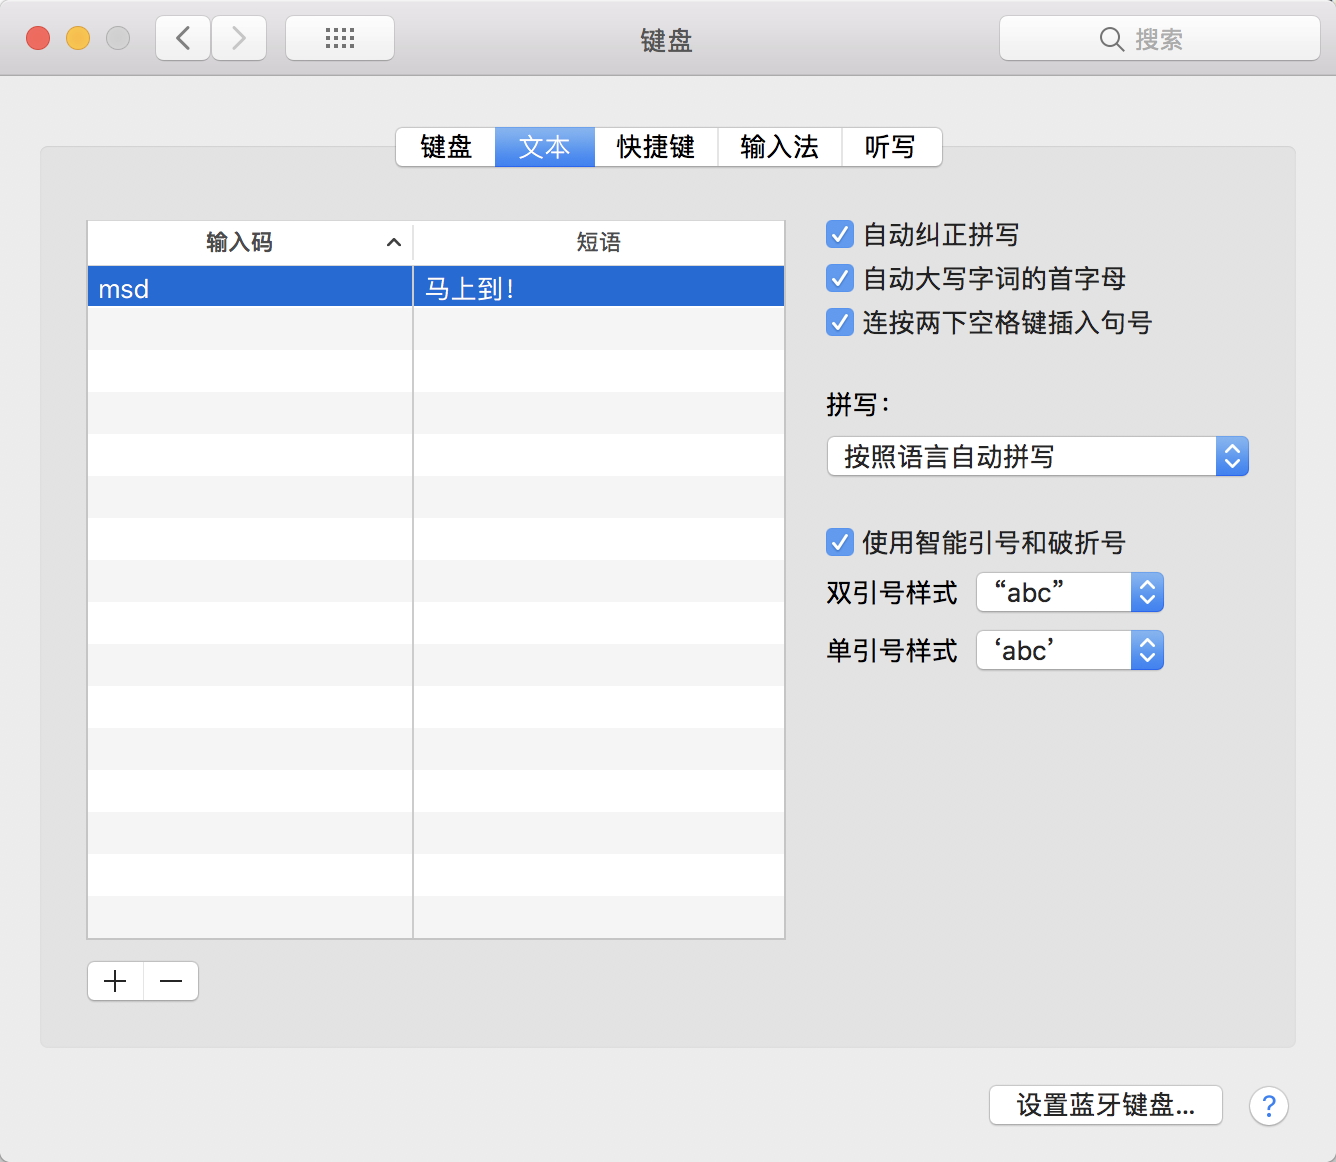 键盘
搜索
键盘 文本 快捷键 输入法 听写
输入码 短语
msd 马上到！
自动纠正拼写
自动大写字词的首字母
连按两下空格键插入句号
拼写：
按照语言自动拼写
使用智能引号和破折号
双引号样式 “abc”
单引号样式 ‘abc’
设置蓝牙键盘... ?